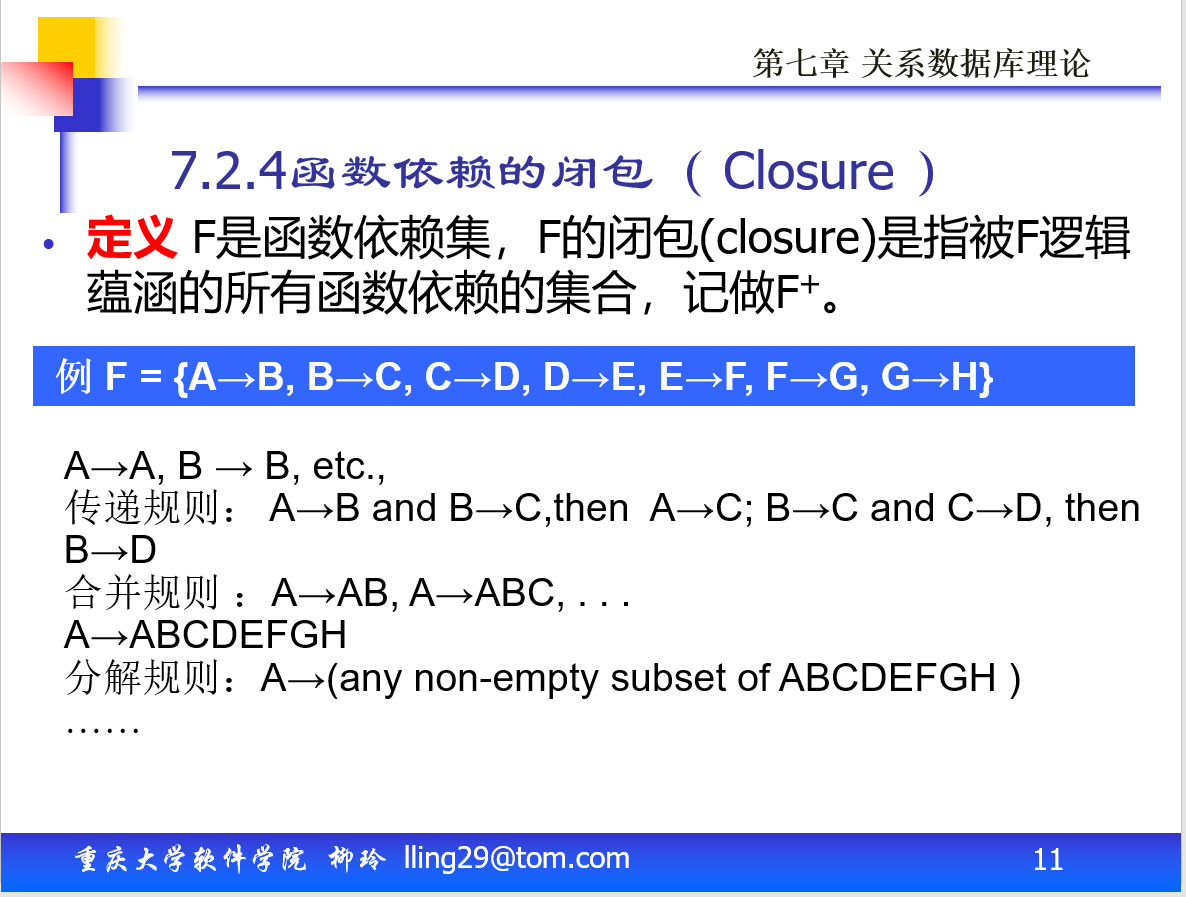 第七章 关系数据库理论
7.2.4函数依赖的闭包（Closure）
• 定义 F是函数依赖集，F的闭包(closure)是指被F逻辑
蕴涵的所有函数依赖的集合，记做F⁺。
例 F = {A→B, B→C, C→D, D→E, E→F, F→G, G→H}
A→A, B → B, etc.,
传递规则： A→B and B→C,then A→C; B→C and C→D, then
B→D
合并规则 ：A→AB, A→ABC, . . .
A→ABCDEFGH
分解规则：A→(any non-empty subset of ABCDEFGH )
……
重庆大学软件学院 柳玲 lling29@tom.com 11